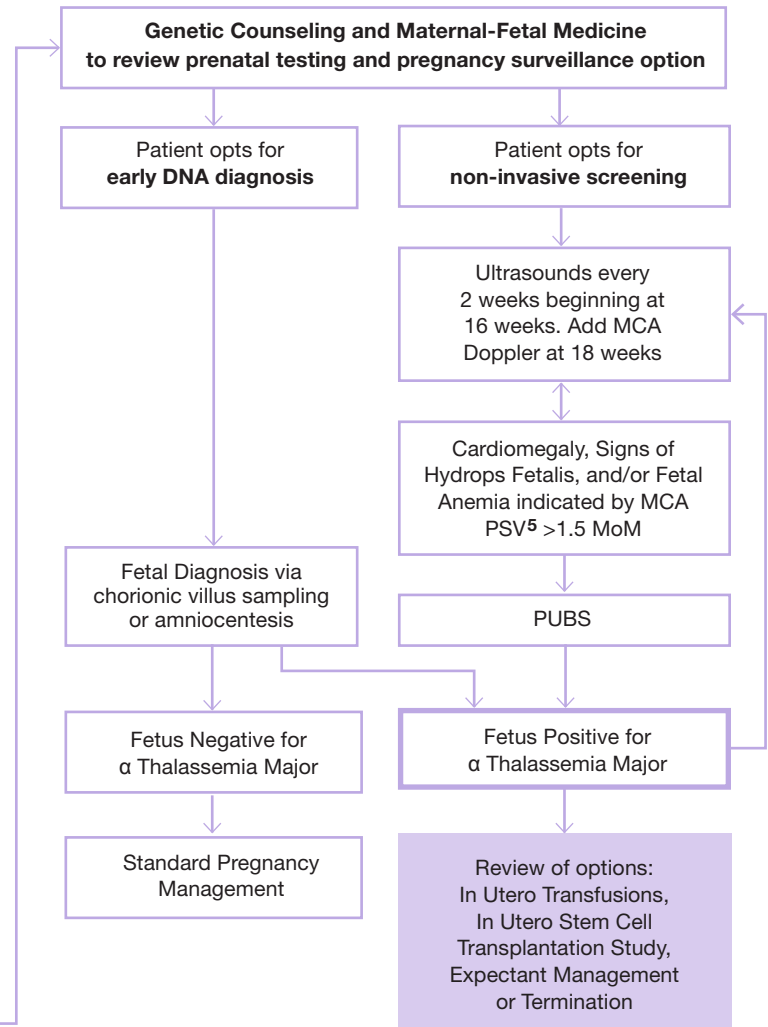 Genetic Counseling and Maternal-Fetal Medicine
to review prenatal testing and pregnancy surveillance option
Patient opts for
early DNA diagnosis
Patient opts for
non-invasive screening
Ultrasounds every
2 weeks beginning at
16 weeks. Add MCA
Doppler at 18 weeks
Cardiomegaly, Signs of
Hydrops Fetalis, and/or Fetal
Anemia indicated by MCA
PSV⁵ >1.5 MoM
Fetal Diagnosis via
chorionic villus sampling
or amniocentesis
PUBS
Fetus Negative for
α Thalassemia Major
Fetus Positive for
α Thalassemia Major
Standard Pregnancy
Management
Review of options:
In Utero Transfusions,
In Utero Stem Cell
Transplantation Study,
Expectant Management
or Termination